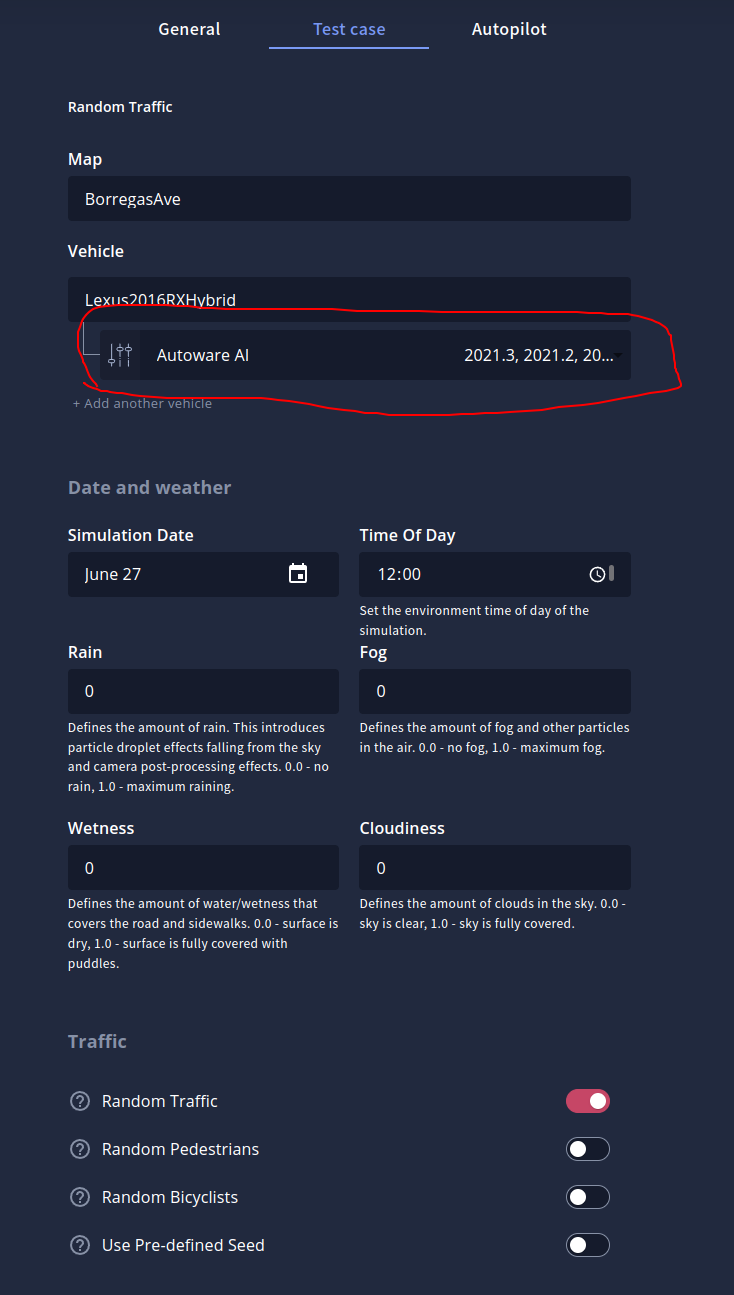 General Test case Autopilot
Random Traffic
Map
BorregasAve
Vehicle
Lexus2016RXHybrid
Autoware AI 2021.3, 2021.2, 20...
+ Add another vehicle
Date and weather
Simulation Date
June 27
Time Of Day
12:00
Set the environment time of day of the
simulation.
Rain
0
Defines the amount of rain. This introduces
particle droplet effects falling from the sky
and camera post-processing effects. 0.0 - no
rain, 1.0 - maximum raining.
Fog
0
Defines the amount of fog and other particles
in the air. 0.0 - no fog, 1.0 - maximum fog.
Wetness
0
Defines the amount of water/wetness that
covers the road and sidewalks. 0.0 - surface is
dry, 1.0 - surface is fully covered with
puddles.
Cloudiness
0
Defines the amount of clouds in the sky. 0.0 -
sky is clear, 1.0 - sky is fully covered.
Traffic
Random Traffic
Random Pedestrians
Random Bicyclists
Use Pre-defined Seed